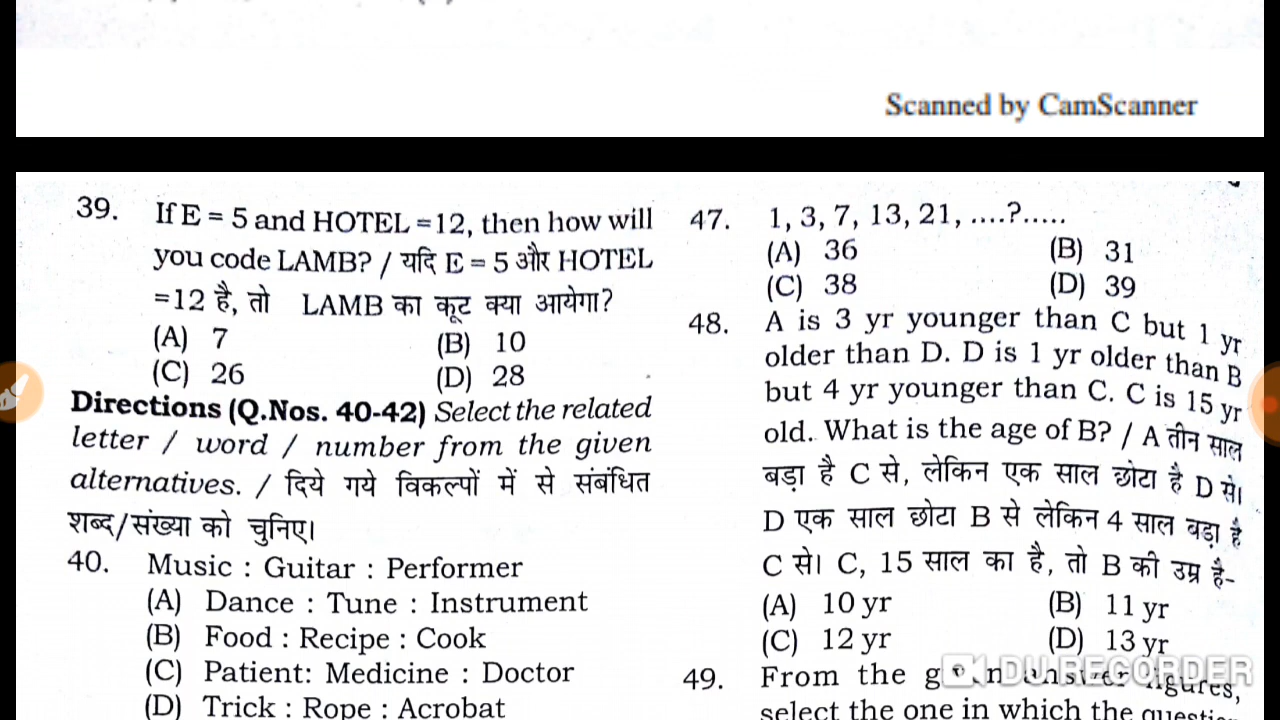 Scanned by CamScanner
39. If E = 5 and HOTEL =12, then how will
you code LAMB? / यदि E = 5 और HOTEL
=12 है, तो LAMB का कूट क्या आयेगा?
(A) 7 (B) 10
(C) 26 (D) 28
Directions (Q.Nos. 40-42) Select the related
letter / word / number from the given
alternatives. / दिये गये विकल्पों में से संबंधित
शब्द/संख्या को चुनिए।
40. Music : Guitar : Performer
(A) Dance : Tune : Instrument
(B) Food : Recipe : Cook
(C) Patient: Medicine : Doctor
(D) Trick : Rope : Acrobat
47. 1, 3, 7, 13, 21, ....?.....
(A) 36 (B) 31
(C) 38 (D) 39
48. A is 3 yr younger than C but 1 yr
older than D. D is 1 yr older than B
but 4 yr younger than C. C is 15 yr
old. What is the age of B? / A तीन साल
बड़ा है C से, लेकिन एक साल छोटा है D से।
D एक साल छोटा B से लेकिन 4 साल बड़ा है
C से। C, 15 साल का है, तो B की उम्र है-
(A) 10 yr (B) 11 yr
(C) 12 yr (D) 13 yr
49. From the answer figures,
select the one in which the
DU RECORDER